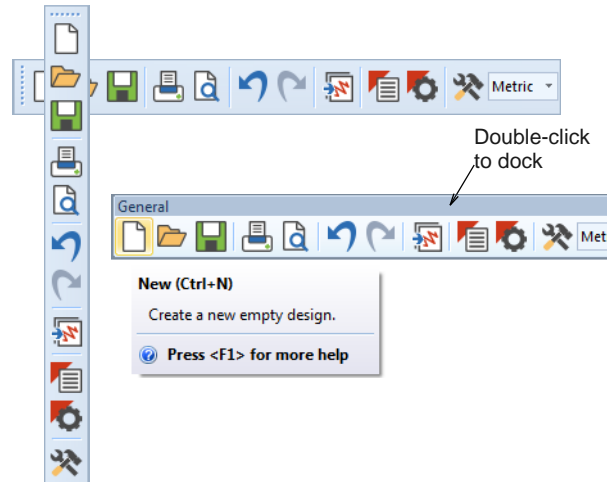 Metric
Double-click
to dock
General
Met
New (Ctrl+N)
Create a new empty design.
Press <F1> for more help